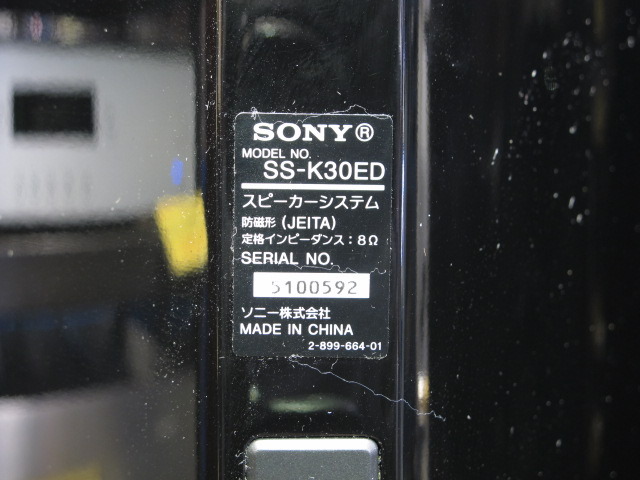 SONY®
MODEL NO.
SS-K30ED
スピーカーシステム
防磁形 (JEITA)
定格インピーダンス：8Ω
SERIAL NO.
5100592
ソニー株式会社
MADE IN CHINA
2-899-664-01